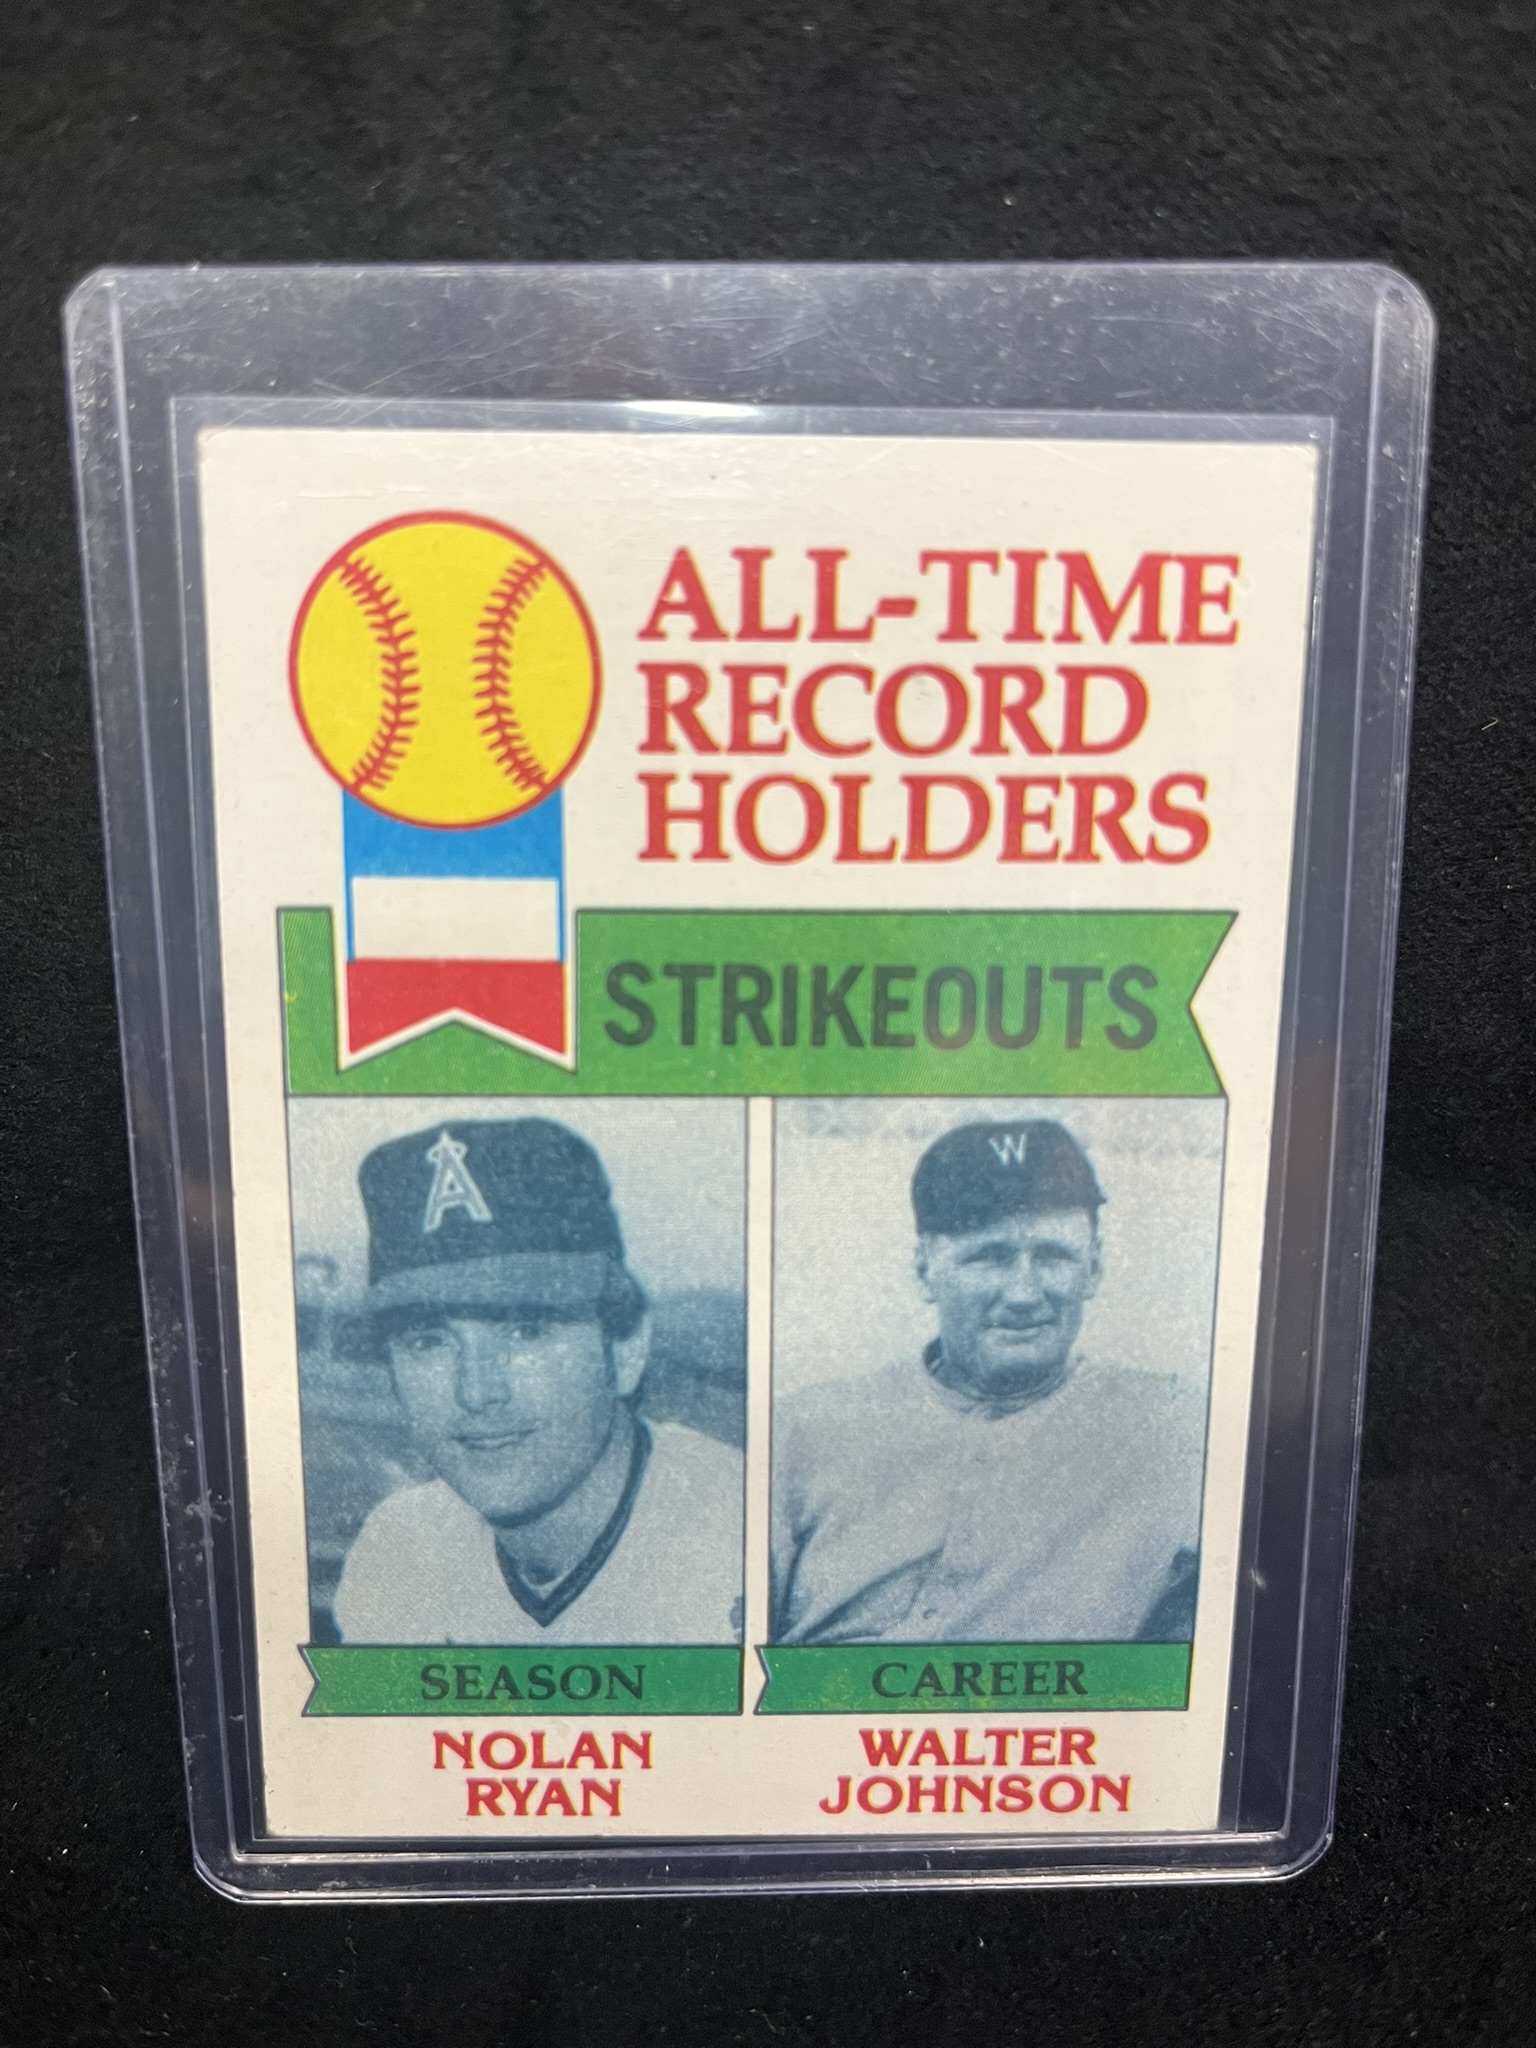 ALL-TIME
RECORD
HOLDERS
STRIKEOUTS
A
W
SEASON
CAREER
NOLAN
RYAN
WALTER
JOHNSON